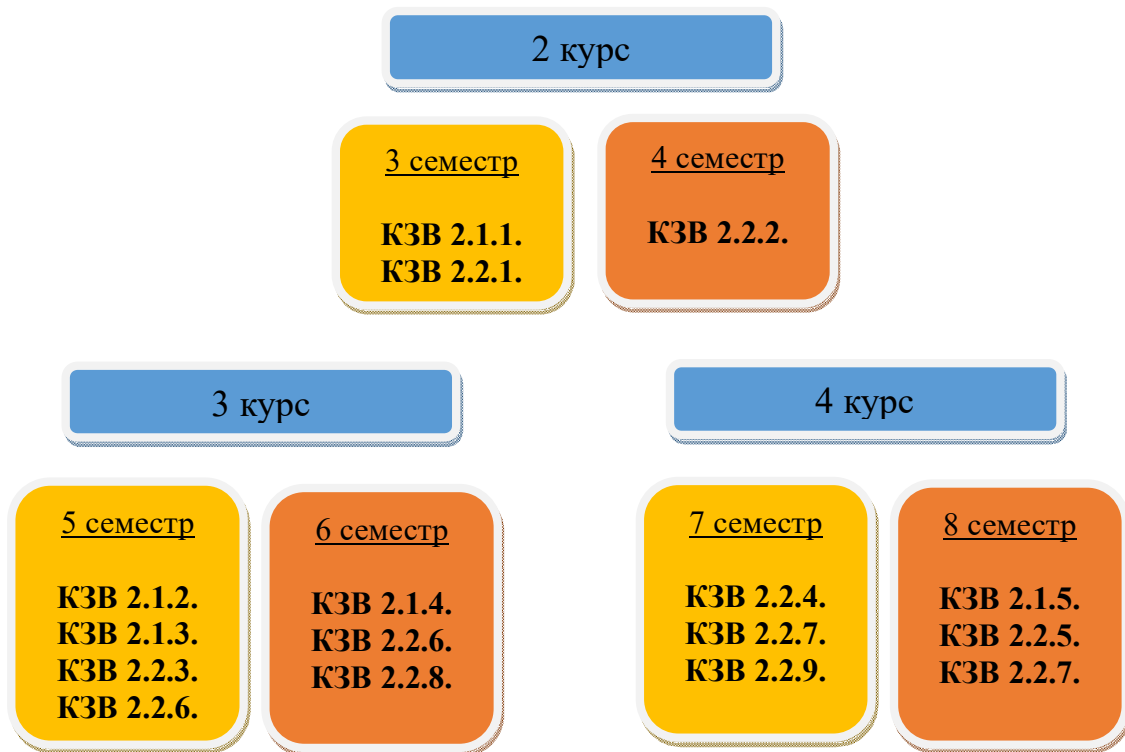 2 курс
3 семестр
КЗВ 2.1.1.
КЗВ 2.2.1.
4 семестр
КЗВ 2.2.2.
3 курс
5 семестр
КЗВ 2.1.2.
КЗВ 2.1.3.
КЗВ 2.2.3.
КЗВ 2.2.6.
6 семестр
КЗВ 2.1.4.
КЗВ 2.2.6.
КЗВ 2.2.8.
4 курс
7 семестр
КЗВ 2.2.4.
КЗВ 2.2.7.
КЗВ 2.2.9.
8 семестр
КЗВ 2.1.5.
КЗВ 2.2.5.
КЗВ 2.2.7.